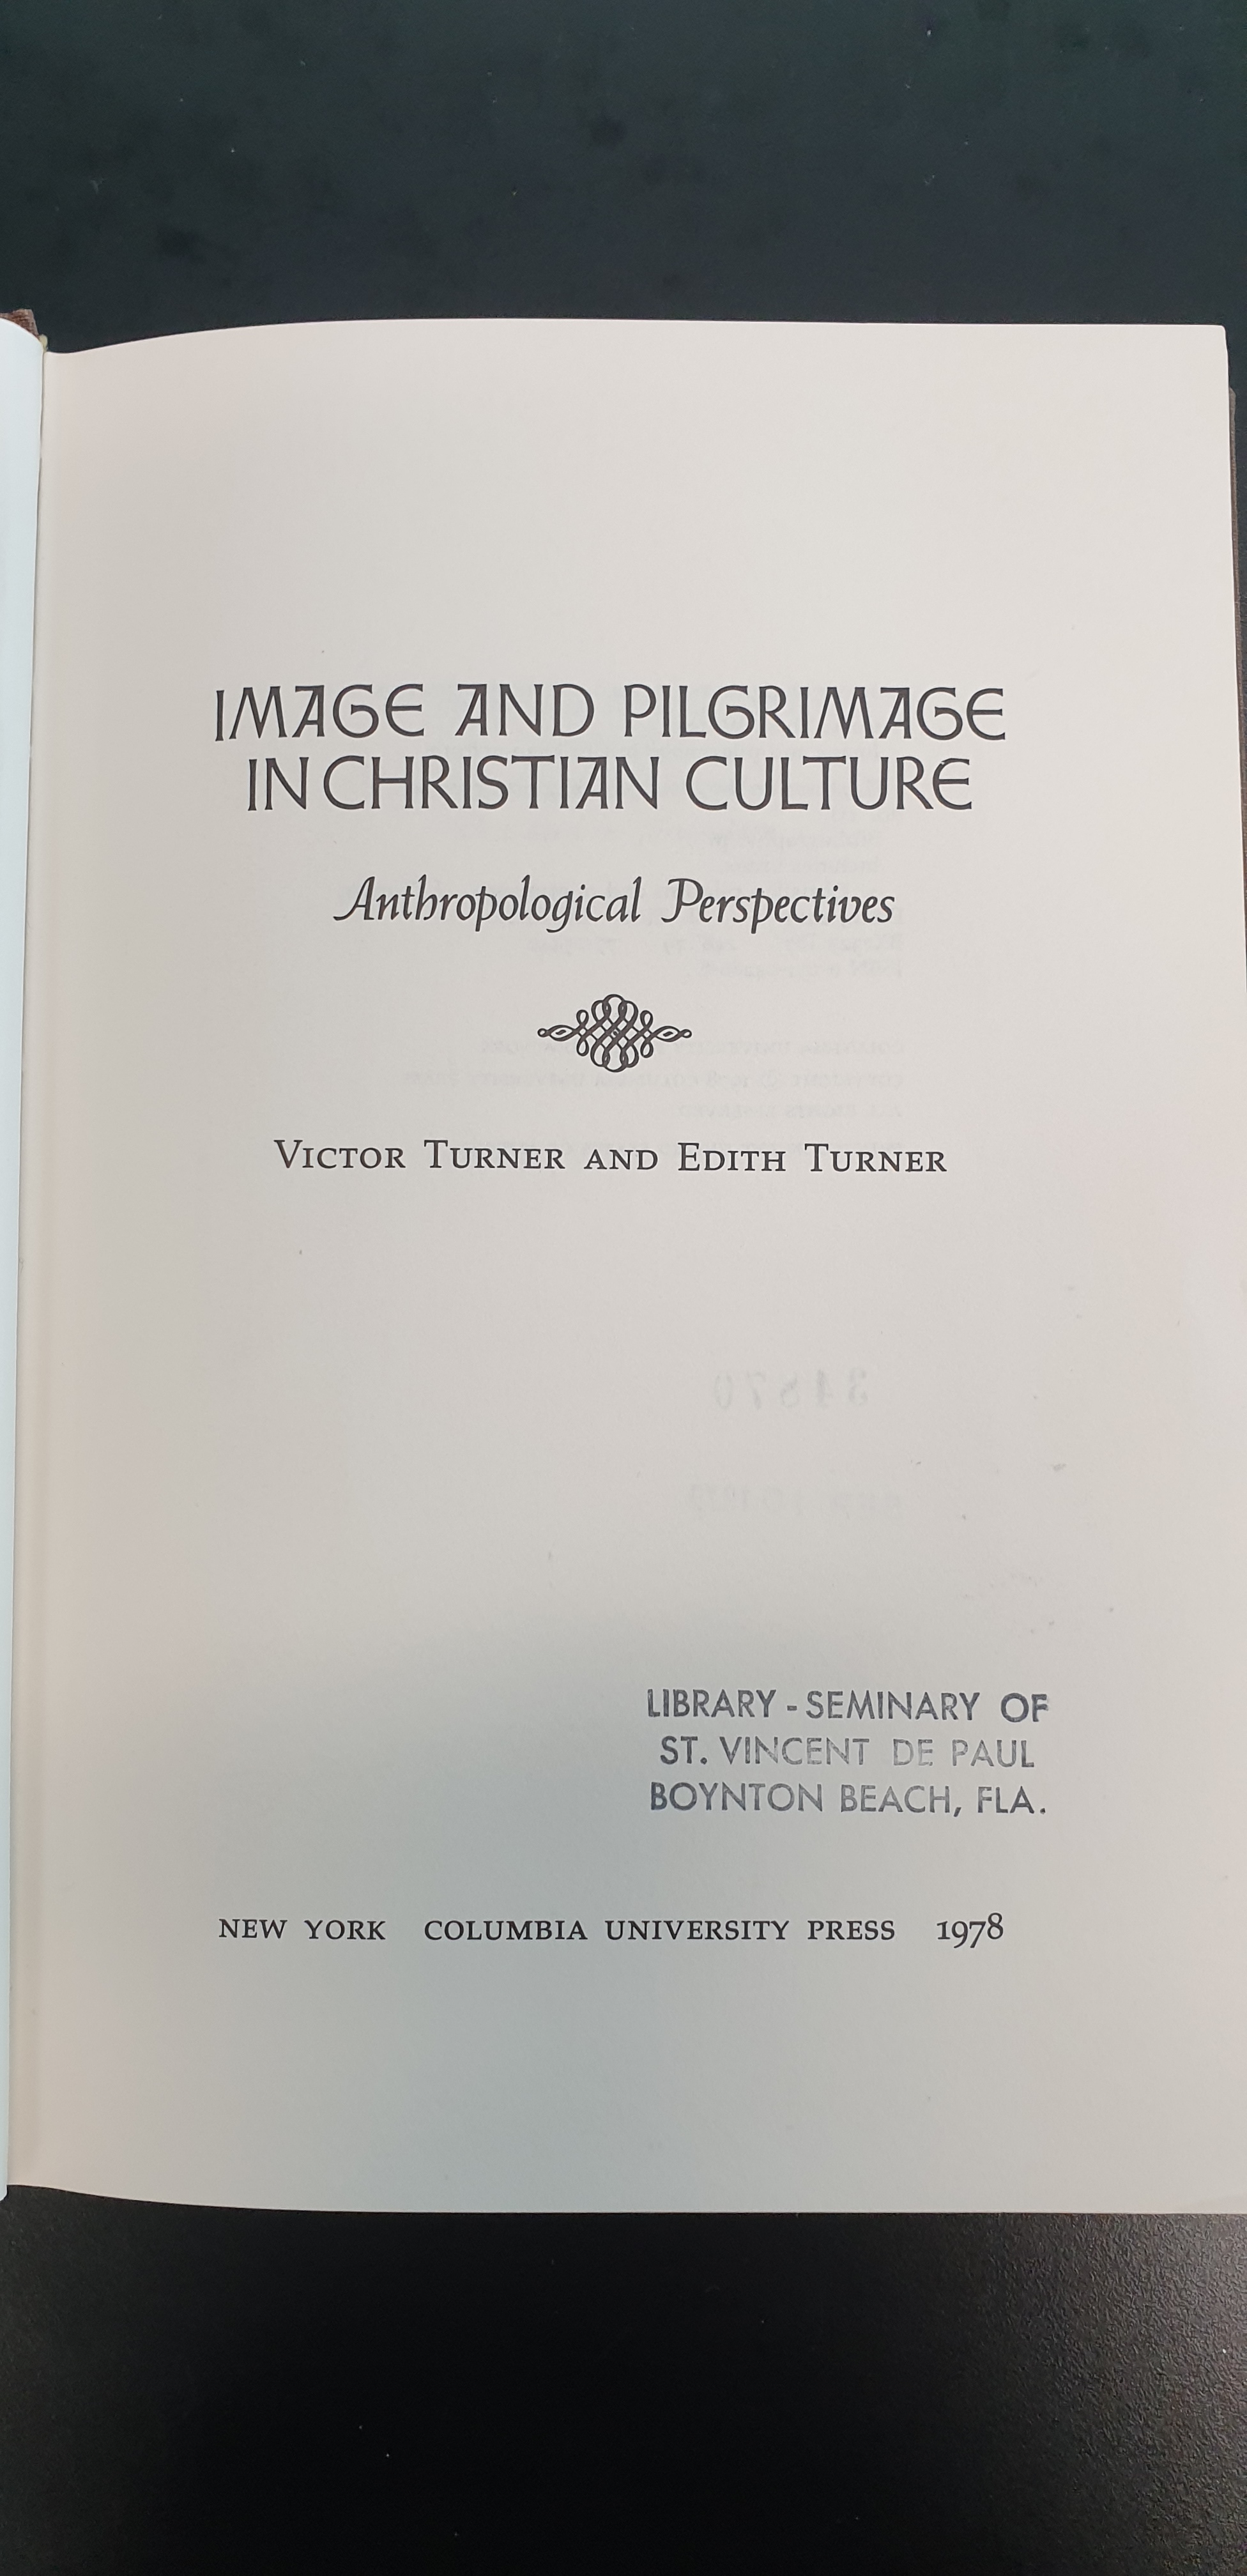 IMAGE AND PILGRIMAGE
IN CHRISTIAN CULTURE
Anthropological Perspectives
VICTOR TURNER AND EDITH TURNER
LIBRARY - SEMINARY OF
ST. VINCENT DE PAUL
BOYNTON BEACH, FLA.
NEW YORK COLUMBIA UNIVERSITY PRESS 1978